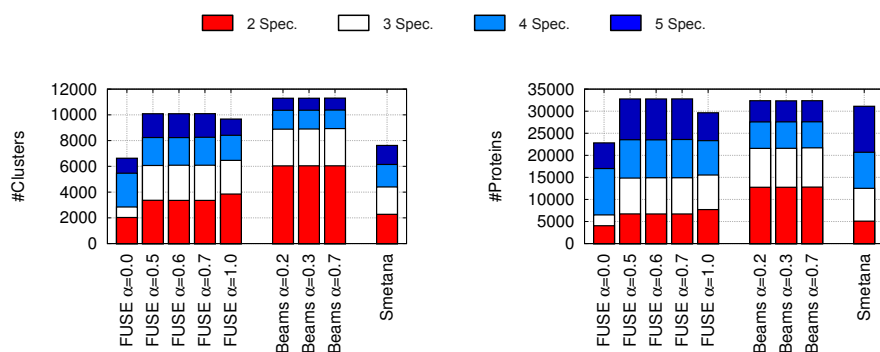 2 Spec. 3 Spec. 4 Spec. 5 Spec.
#Clusters
12000
10000
8000
6000
4000
2000
0
FUSE α=0.0
FUSE α=0.5
FUSE α=0.6
FUSE α=0.7
FUSE α=1.0
Beams α=0.2
Beams α=0.3
Beams α=0.7
Smetana
#Proteins
35000
30000
25000
20000
15000
10000
5000
0
FUSE α=0.0
FUSE α=0.5
FUSE α=0.6
FUSE α=0.7
FUSE α=1.0
Beams α=0.2
Beams α=0.3
Beams α=0.7
Smetana